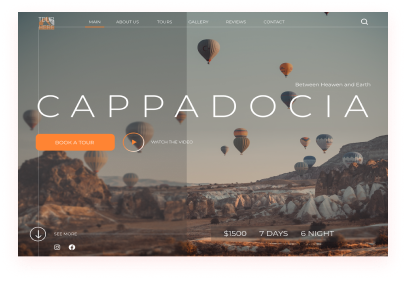 MAIN ABOUT US TOURS GALLERY REVIEWS CONTACT
Between Heawen and Earth
CAPPADOCIA
BOOK A TOUR WATCH THE VIDEO
SEE MORE $1500 7 DAYS 6 NIGHT